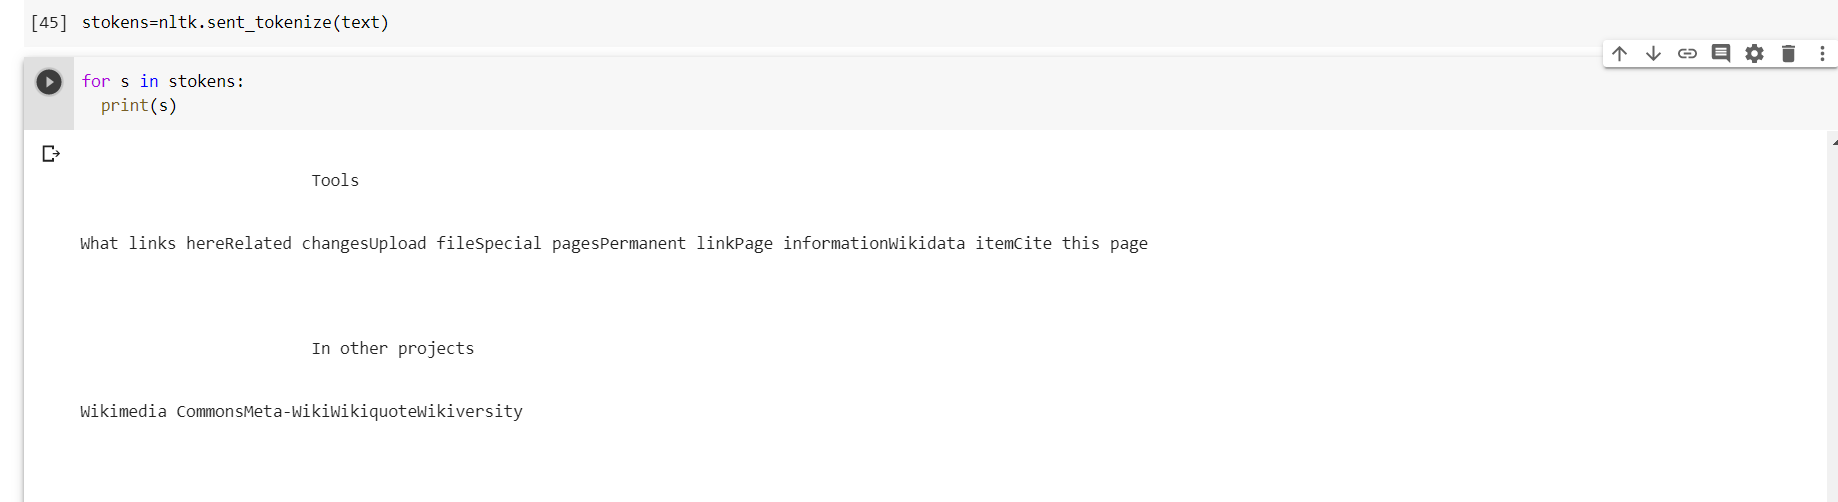 [45] stokens=nltk.sent_tokenize(text)
for s in stokens:
print(s)
Tools
What links hereRelated changesUpload fileSpecial pagesPermanent linkPage informationWikidata itemCite this page
In other projects
Wikimedia CommonsMeta-WikiWikiquoteWikiversity